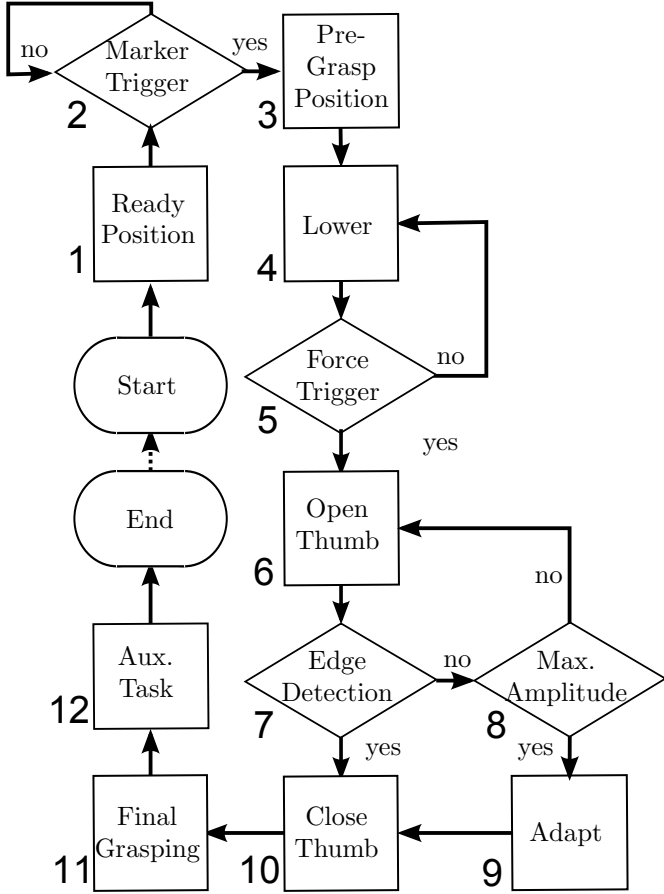 no
Marker
Trigger
yes
2
Pre-
Grasp
Position
3
Ready
Position
1
Lower
4
Start
Force
Trigger
no
5
yes
End
Open
Thumb
6
no
Aux.
Task
12
Edge
Detection
no
7
yes
Max.
Amplitude
8
yes
Final
Grasping
11
Close
Thumb
10
Adapt
9